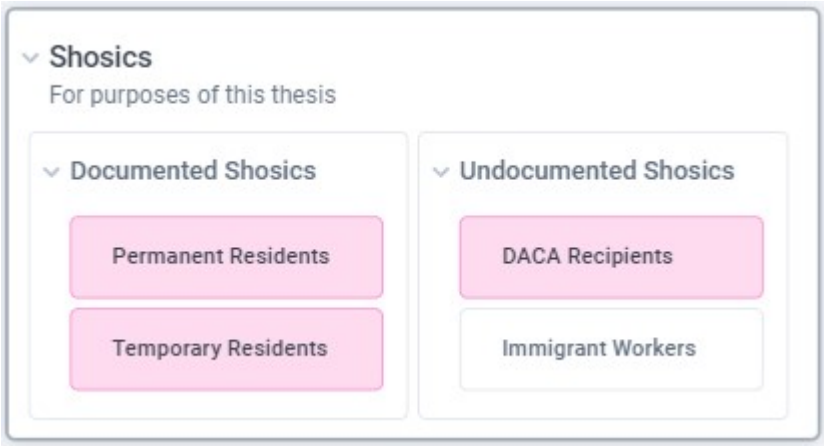 Shosics
For purposes of this thesis
Documented Shosics
Permanent Residents
Temporary Residents
Undocumented Shosics
DACA Recipients
Immigrant Workers